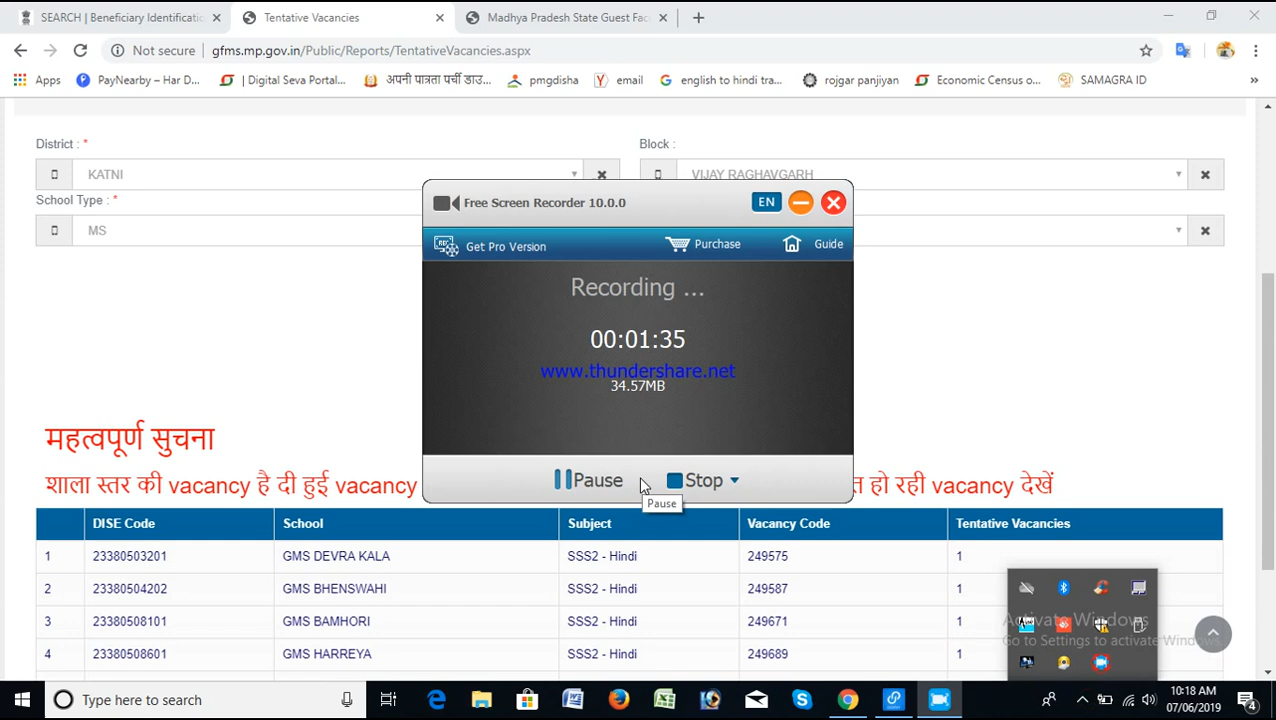 SEARCH | Beneficiary Identificati
Tentative Vacancies
Madhya Pradesh State Guest Fac
Not secure
gfms.mp.gov.in/Public/Reports/TentativeVacancies.aspx
Apps
PayNearby – Har D...
| Digital Seva Portal...
अपनी पात्रता पर्ची डाउ...
pmgdisha
email
english to hindi tra...
rojgar panjiyan
Economic Census o...
SAMAGRA ID
District : *
Block :
KATNI
VIJAY RAGHAVGARH
School Type : *
MS
Free Screen Recorder 10.0.0
EN
Get Pro Version
Purchase
Guide
Recording ...
00:01:35
www.thundershare.net
34.57MB
Pause
Stop
Pause
महत्वपूर्ण सुचना
शाला स्तर की vacancy है दी हुई vacancy
त हो रही vacancy देखें
DISE Code School Subject Vacancy Code Tentative Vacancies
1 23380503201 GMS DEVRA KALA SSS2 - Hindi 249575 1
2 23380504202 GMS BHENSWAHI SSS2 - Hindi 249587 1
3 23380508101 GMS BAMHORI SSS2 - Hindi 249671 1
4 23380508601 GMS HARREYA SSS2 - Hindi 249689 1
Activate Windows
Go to Settings to activate Windows.
Type here to search
10:18 AM
07/06/2019
4